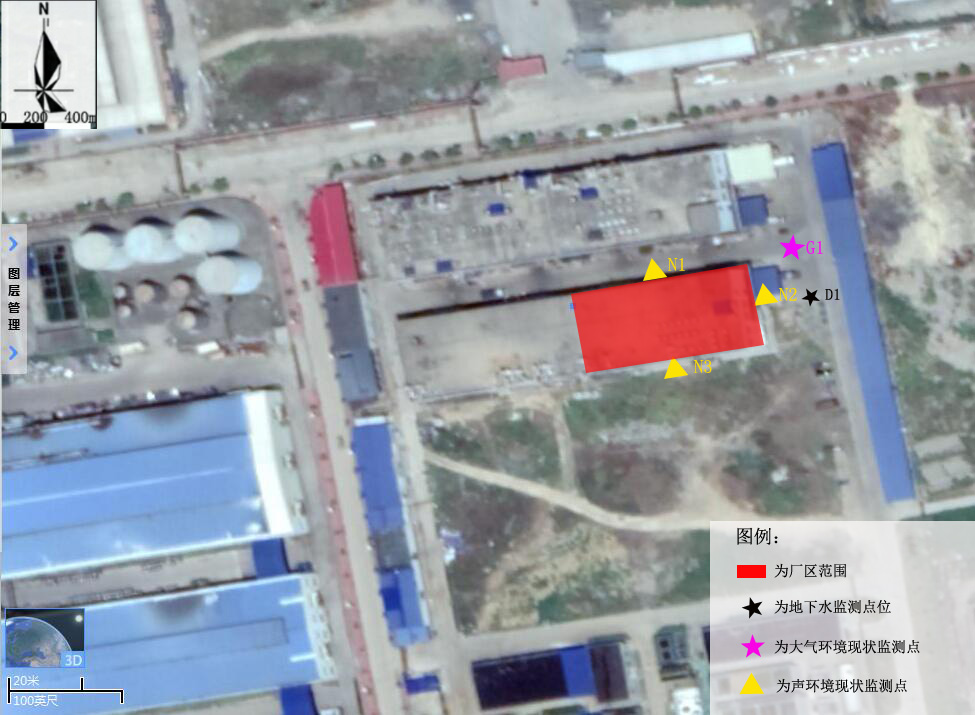 N
0 200 400m
图层管理
G1
N1
N2
D1
N3
图例：
为厂区范围
为地下水监测点位
为大气环境现状监测点
为声环境现状监测点
3D
20米
100英尺